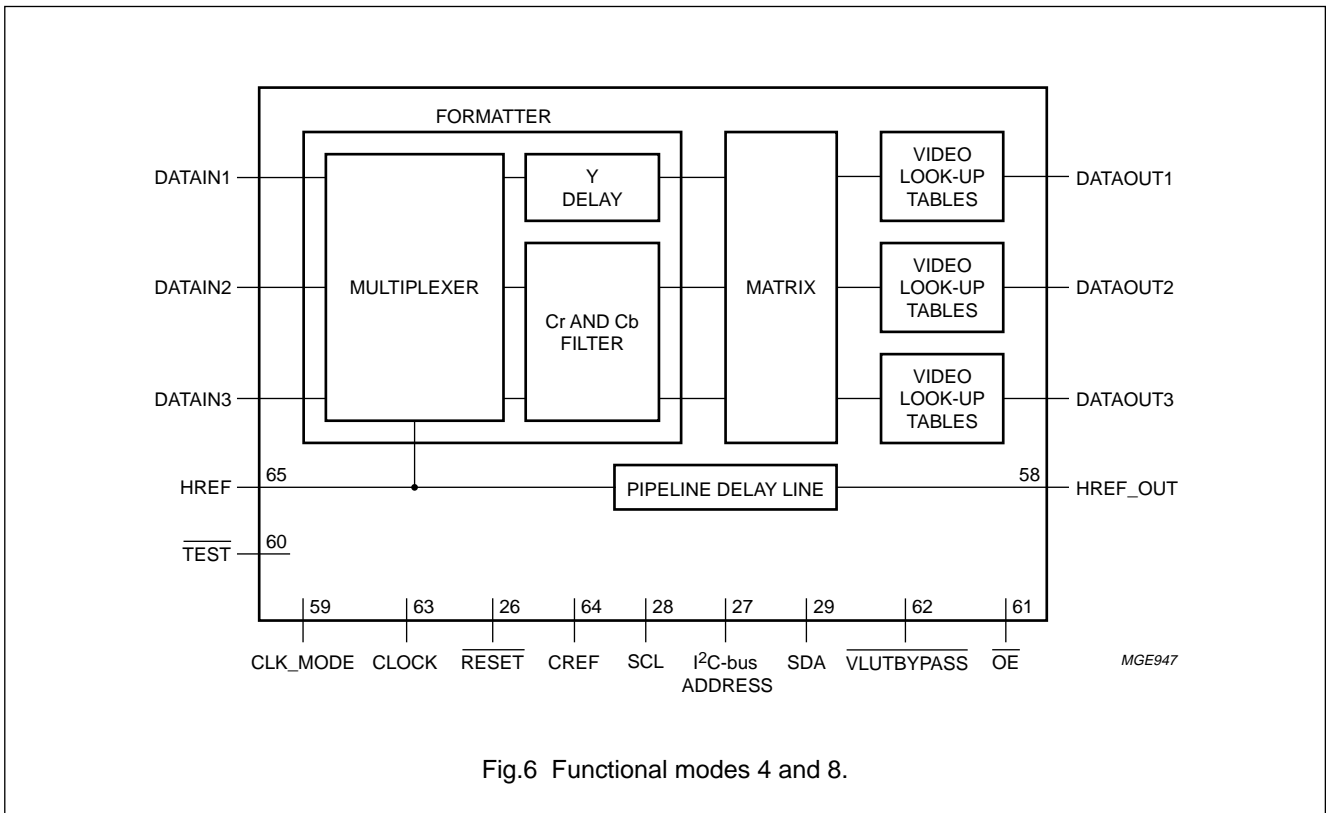 FORMATTER
DATAIN1
MULTIPLEXER
Y
DELAY
MATRIX
VIDEO
LOOK-UP
TABLES
DATAOUT1
DATAIN2
Cr AND Cb
FILTER
VIDEO
LOOK-UP
TABLES
DATAOUT2
DATAIN3
VIDEO
LOOK-UP
TABLES
DATAOUT3
HREF
65
PIPELINE DELAY LINE
58
HREF_OUT
TEST
60
59
63
26
64
28
27
29
62
61
CLK_MODE
CLOCK
RESET
CREF
SCL
I2C-bus
ADDRESS
SDA
VLUTBYPASS
OE
MGE947
Fig.6 Functional modes 4 and 8.